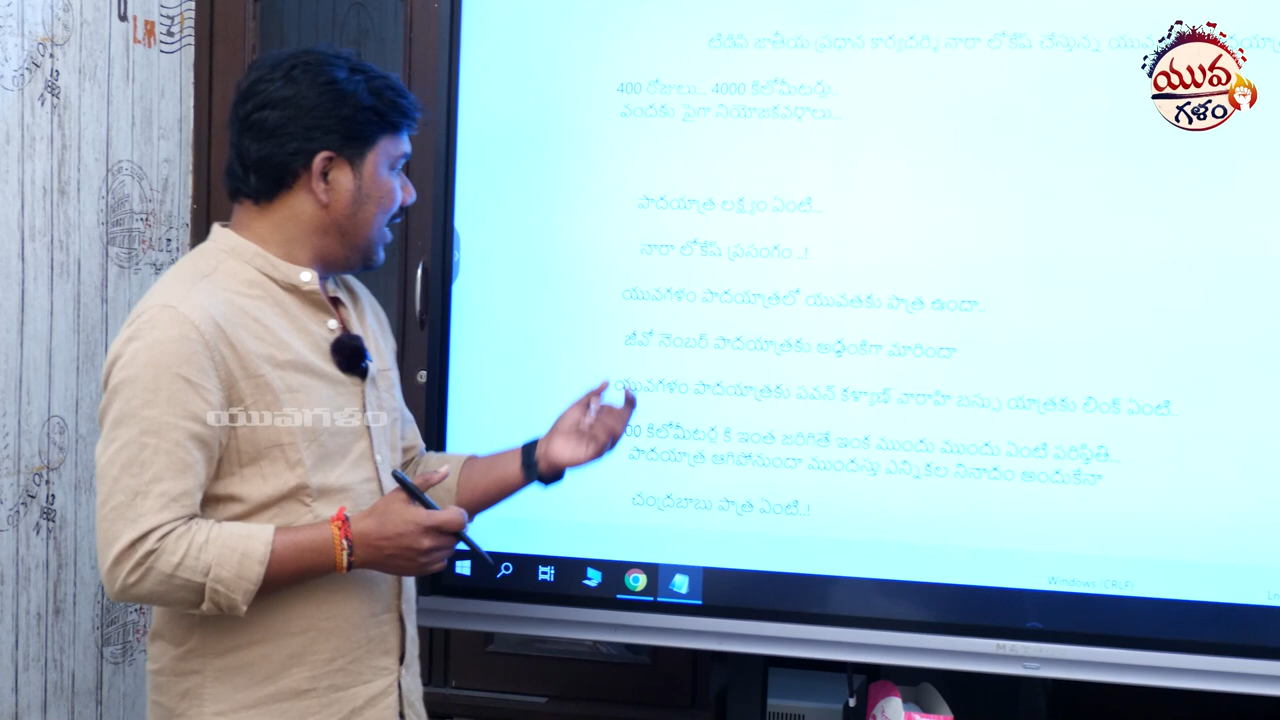 టిడిపి జాతీయ ప్రధాన కార్యదర్శి నారా లోకేష్ చేస్తున్న
యువ
గళం
400 రోజులు... 4000 కిలోమీటర్లు..
వందకు పైగా నియోజకవర్గాలు...
పాదయాత్ర లక్ష్యం ఏంటి..
నారా లోకేష్ ప్రసంగం...!
యువగళం పాదయాత్రలో యువతకు పాత్ర ఉందా..
జీవో నెంబర్ పాదయాత్రకు అడ్డంకిగా మారిందా
యువగళం పాదయాత్రకు పవన్ కళ్యాణ్ వారాహి బస్సు యాత్రకు లింక్ ఏంటి..
యువగళం
00 కిలోమీటర్ల కి ఇంత జరిగితే ఇంక ముందు ముందు ఏంటి పరిస్థితి..
పాదయాత్ర ఆగిపోనుందా ముందస్తు ఎన్నికల నినాదం అందుకేనా
చంద్రబాబు పాత్ర ఏంటి..!
Windows (CRLF)
Ln